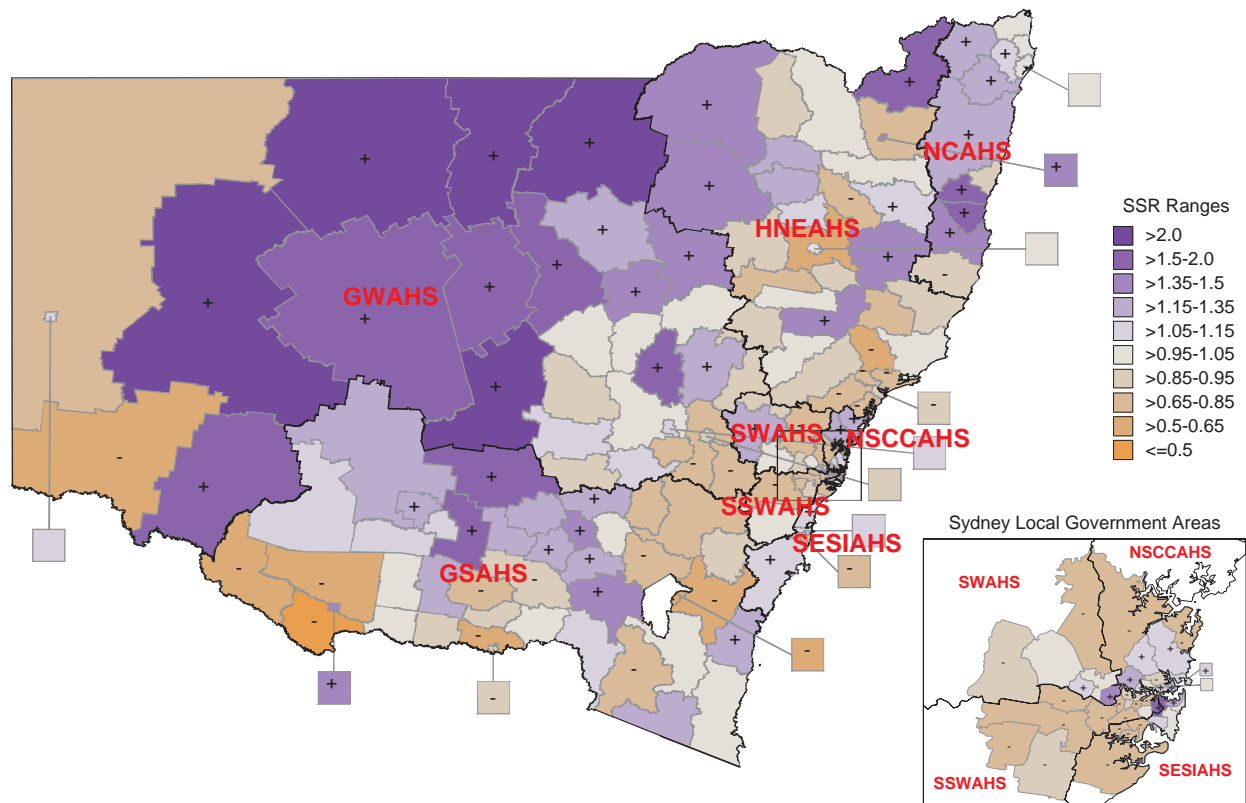 NCAHS
HNEAHS
GWAHS
SWAHS
NSCCAHS
SSWAHS
SESIAHS
GSAHS
SSR Ranges
>2.0
>1.5-2.0
>1.35-1.5
>1.15-1.35
>1.05-1.15
>0.95-1.05
>0.85-0.95
>0.65-0.85
>0.5-0.65
<=0.5
Sydney Local Government Areas
NSCCAHS
SWAHS
SSWAHS
SESIAHS